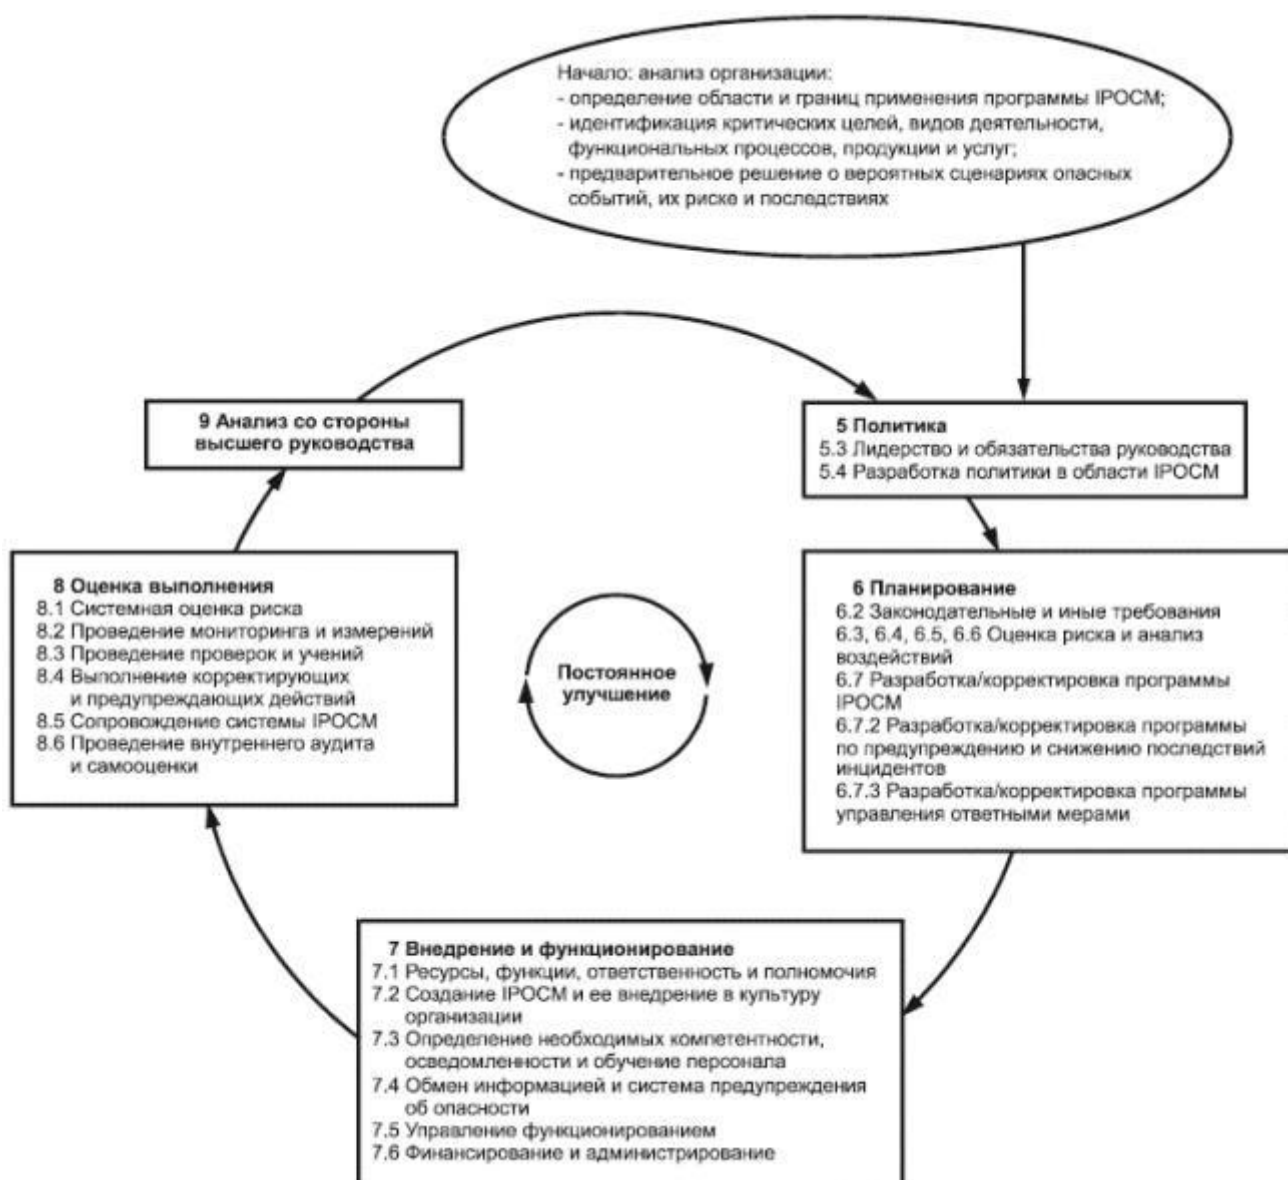 Начало: анализ организации:
- определение области и границ применения программы IPOCM;
- идентификация критических целей, видов деятельности,
функциональных процессов, продукции и услуг;
- предварительное решение о вероятных сценариях опасных
событий, их риске и последствиях
9 Анализ со стороны
высшего руководства
5 Политика
5.3 Лидерство и обязательства руководства
5.4 Разработка политики в области IPOCM
8 Оценка выполнения
8.1 Системная оценка риска
8.2 Проведение мониторинга и измерений
8.3 Проведение проверок и учений
8.4 Выполнение корректирующих
и предупреждающих действий
8.5 Сопровождение системы IPOCM
8.6 Проведение внутреннего аудита
и самооценки
Постоянное
улучшение
6 Планирование
6.2 Законодательные и иные требования
6.3, 6.4, 6.5, 6.6 Оценка риска и анализ
воздействий
6.7 Разработка/корректировка программы
IPOCM
6.7.2 Разработка/корректировка программы
по предупреждению и снижению последствий
инцидентов
6.7.3 Разработка/корректировка программы
управления ответными мерами
7 Внедрение и функционирование
7.1 Ресурсы, функции, ответственность и полномочия
7.2 Создание IPOCM и ее внедрение в культуру
организации
7.3 Определение необходимых компетентности,
осведомленности и обучение персонала
7.4 Обмен информацией и система предупреждения
об опасности
7.5 Управление функционированием
7.6 Финансирование и администрирование